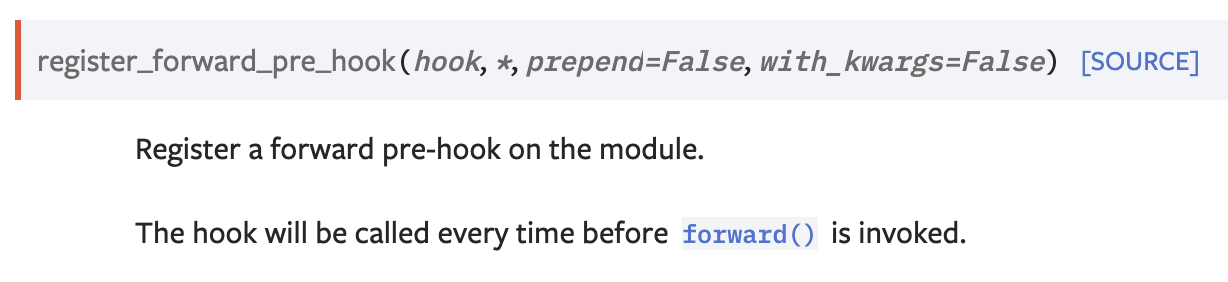 register_forward_pre_hook(hook, *, prepend=False, with_kwargs=False) [SOURCE]
Register a forward pre-hook on the module.
The hook will be called every time before forward() is invoked.